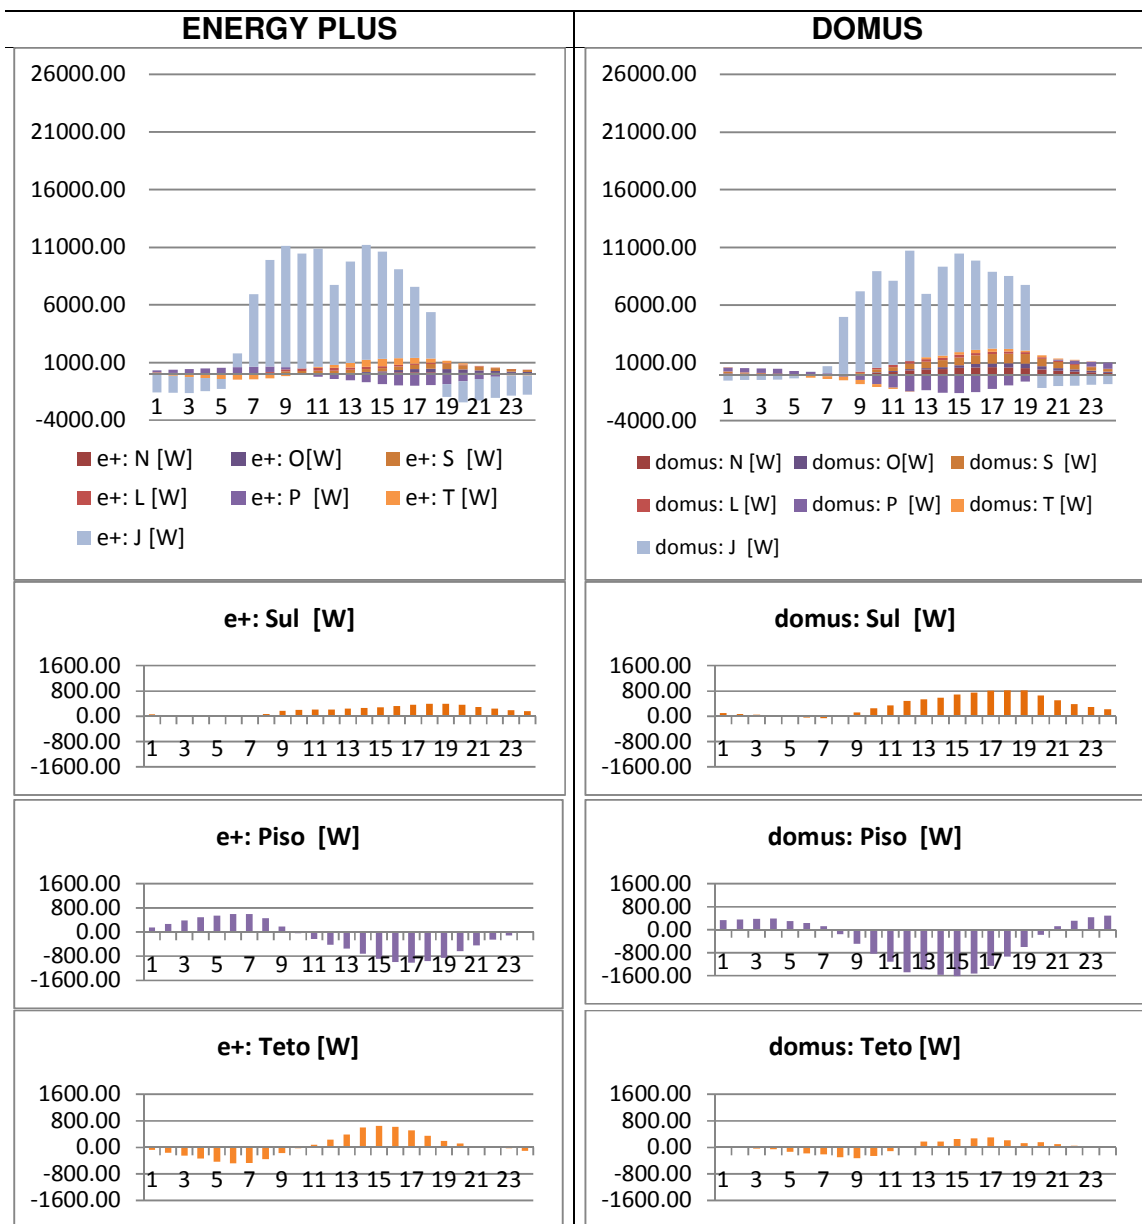 ENERGY PLUS
DOMUS
26000.00
21000.00
16000.00
11000.00
6000.00
1000.00
-4000.00
1 3 5 7 9 11 13 15 17 19 21 23
e+: N [W] e+: O[W] e+: S [W]
e+: L [W] e+: P [W] e+: T [W]
e+: J [W]
26000.00
21000.00
16000.00
11000.00
6000.00
1000.00
-4000.00
1 3 5 7 9 11 13 15 17 19 21 23
domus: N [W] domus: O[W] domus: S [W]
domus: L [W] domus: P [W] domus: T [W]
domus: J [W]
e+: Sul [W]
1600.00
800.00
0.00
-800.00
-1600.00
1 3 5 7 9 11 13 15 17 19 21 23
domus: Sul [W]
1600.00
800.00
0.00
-800.00
-1600.00
1 3 5 7 9 11 13 15 17 19 21 23
e+: Piso [W]
1600.00
800.00
0.00
-800.00
-1600.00
1 3 5 7 9 11 13 15 17 19 21 23
domus: Piso [W]
1600.00
800.00
0.00
-800.00
-1600.00
1 3 5 7 9 11 13 15 17 19 21 23
e+: Teto [W]
1600.00
800.00
0.00
-800.00
-1600.00
1 3 5 7 9 11 13 15 17 19 21 23
domus: Teto [W]
1600.00
800.00
0.00
-800.00
-1600.00
1 3 5 7 9 11 13 15 17 19 21 23